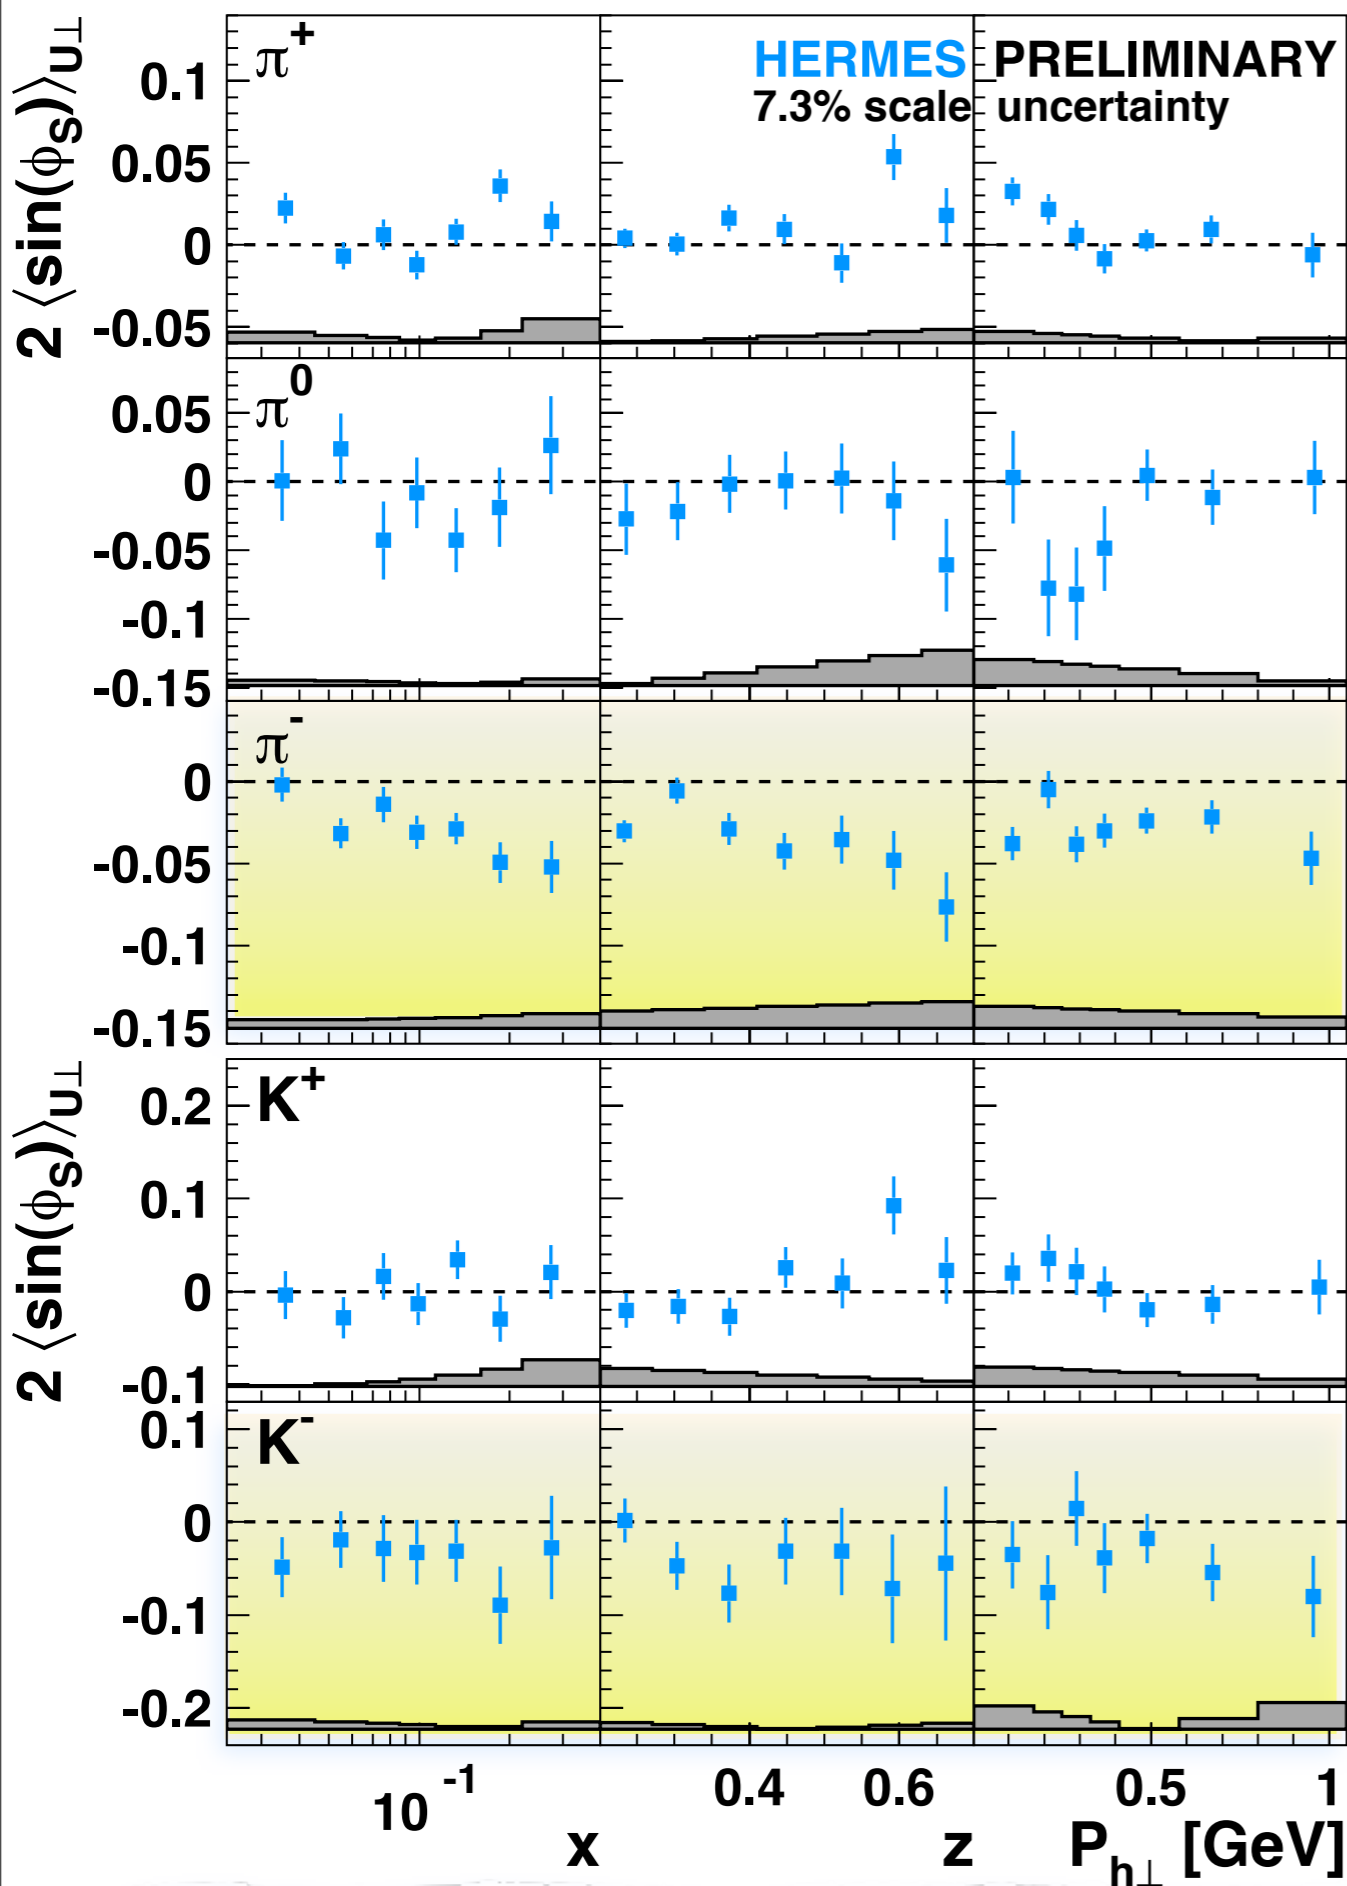 2 ⟨sin(ϕS)⟩U⊥
π+
HERMES PRELIMINARY
7.3% scale uncertainty
0.1
0.05
0
-0.05
π0
0.05
0
-0.05
-0.1
-0.15
π-
0
-0.05
-0.1
-0.15
2 ⟨sin(ϕS)⟩U⊥
K+
0.2
0.1
0
-0.1
K-
0.1
0
-0.1
-0.2
10-1 0.4 0.6 0.5 1
x z Ph⊥ [GeV]